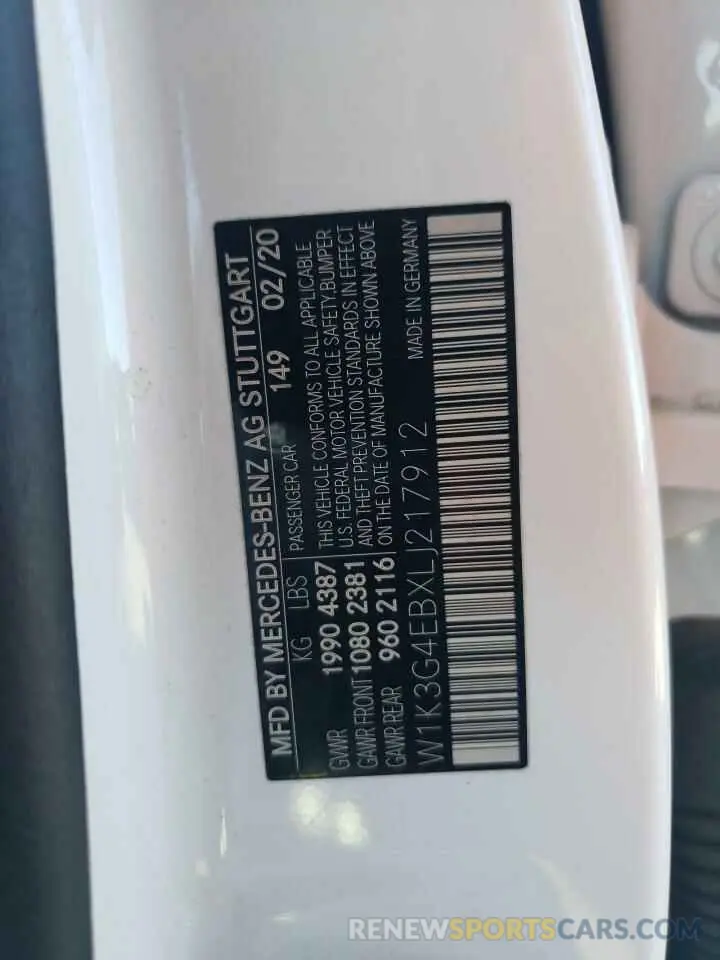 MFD BY MERCEDES-BENZ AG STUTTGART
KG LBS PASSENGER CAR 149 02/20
GVWR 1990 4387 THIS VEHICLE CONFORMS TO ALL APPLICABLE
U.S. FEDERAL MOTOR VEHICLE SAFETY, BUMPER
GAWR FRONT 1080 2381 AND THEFT PREVENTION STANDARDS IN EFFECT
GAWR REAR 960 2116 ON THE DATE OF MANUFACTURE SHOWN ABOVE
W1K3G4EBXLJ217912 MADE IN GERMANY
RENEWSPORTSCARS.COM